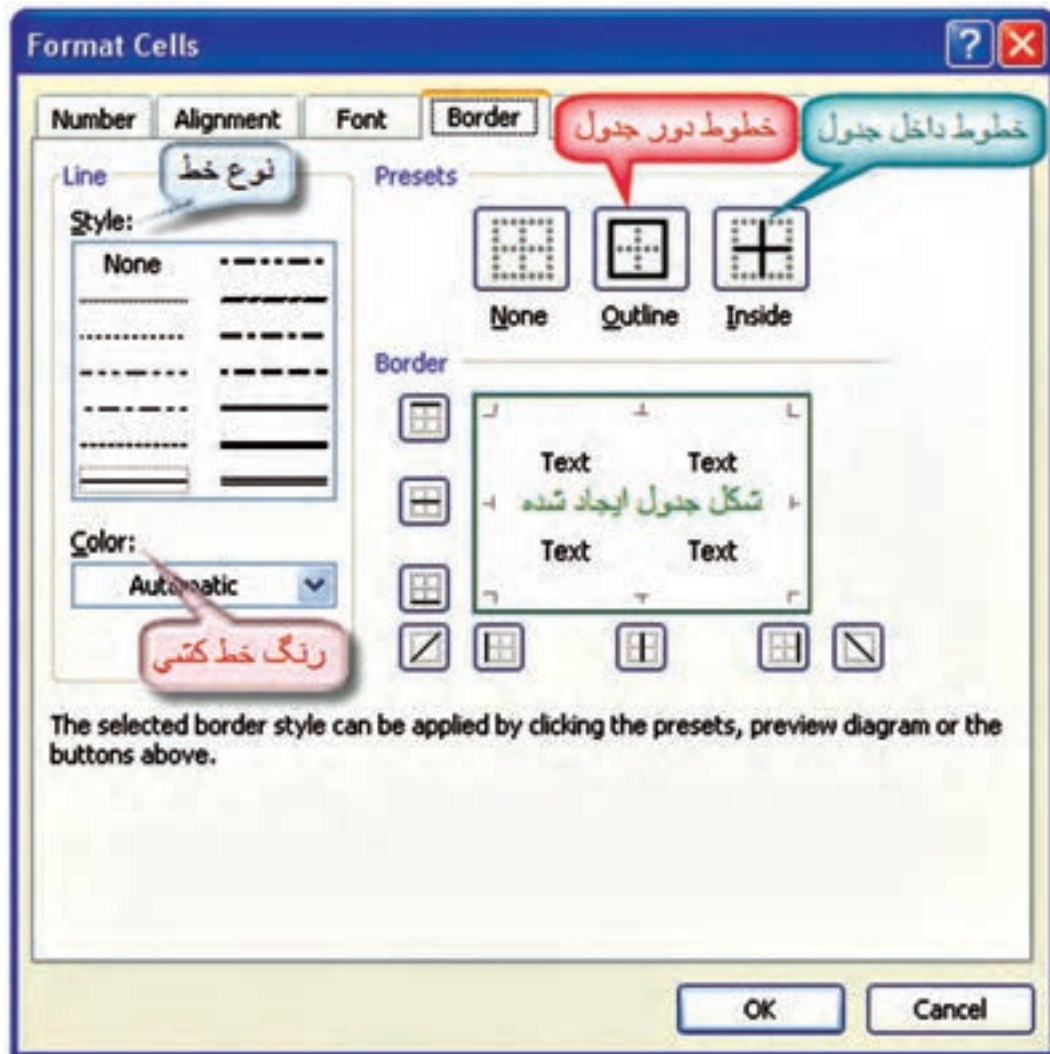 Format Cells
Number Alignment Font Border
خطوط دور جدول
خطوط داخل جدول
Line
نوع خط
Presets
Style:
None
None Outline Inside
Border
Text Text
شکل جدول ایجاد شده
Text Text
Color:
Automatic
رنگ خط کشی
The selected border style can be applied by clicking the presets, preview diagram or the
buttons above.
OK Cancel